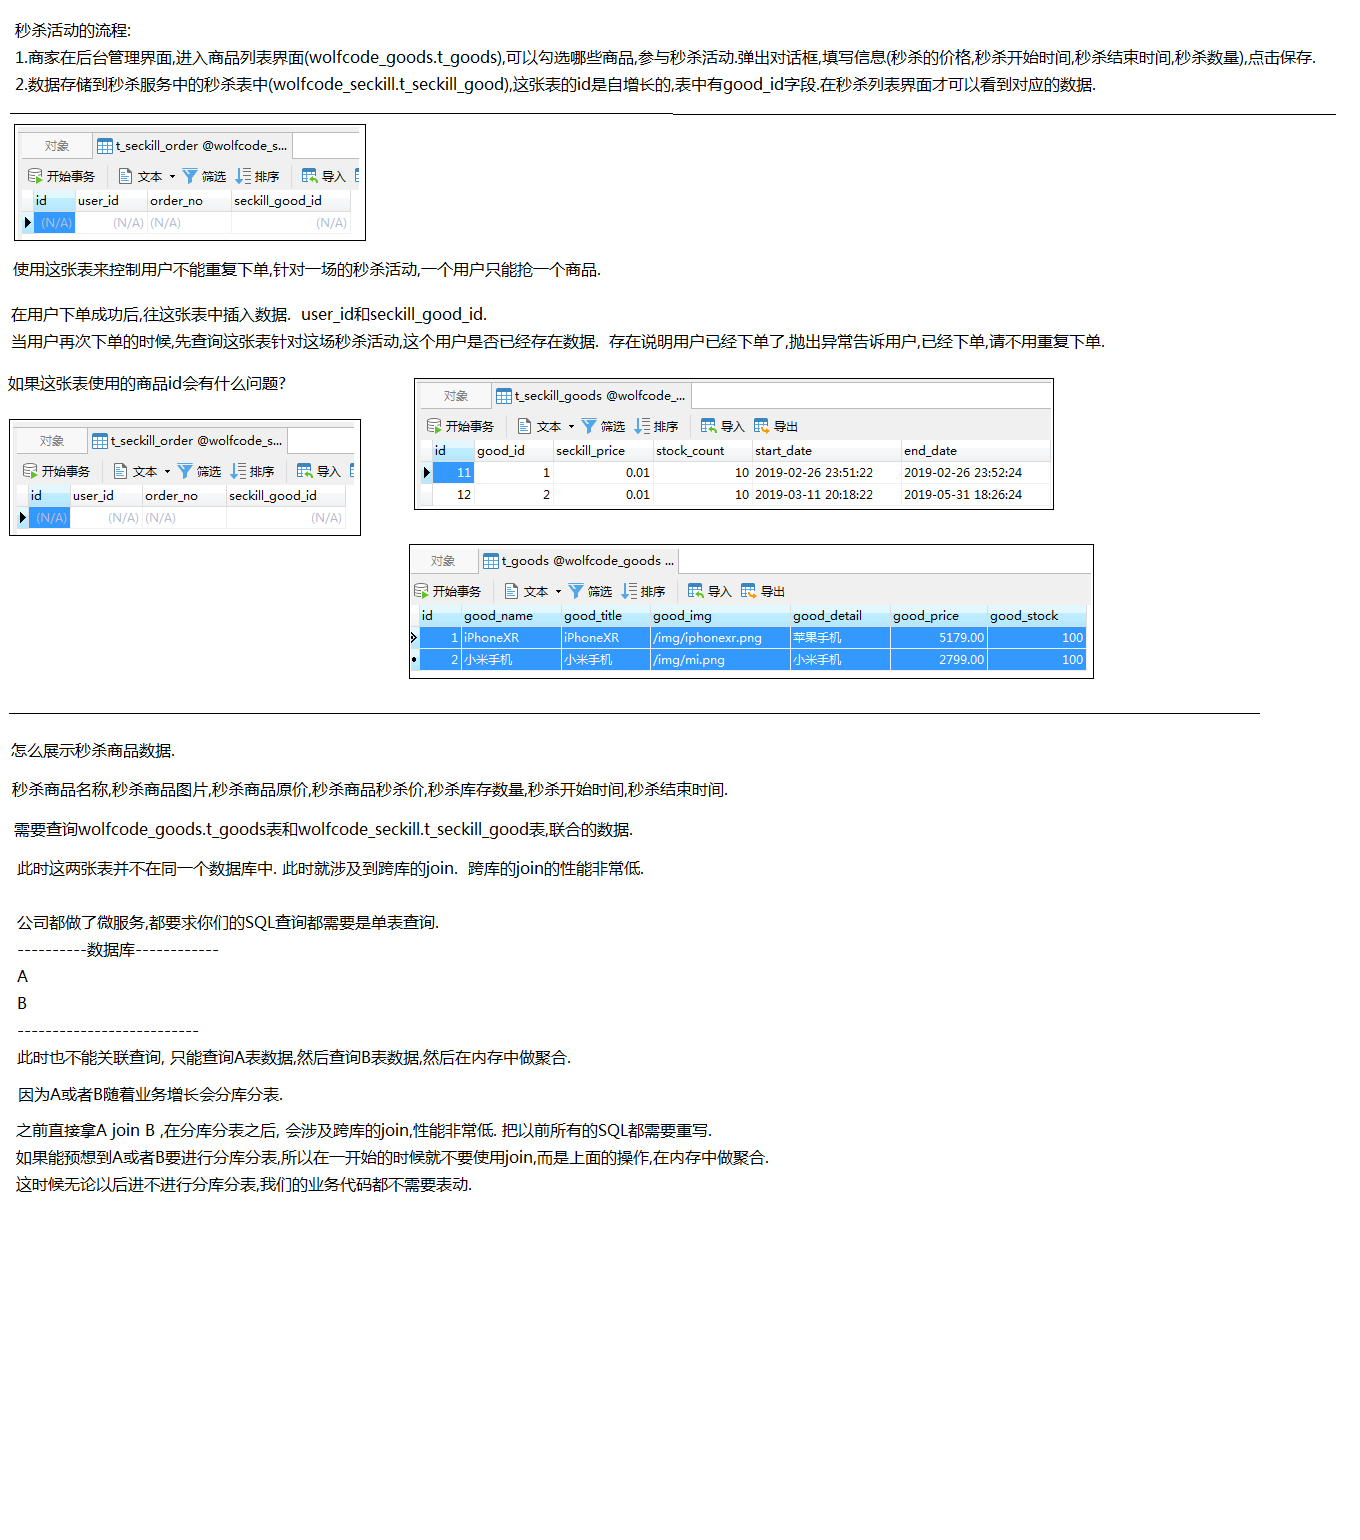 秒杀活动的流程:
1.商家在后台管理界面,进入商品列表界面(wolfcode_goods.t_goods),可以勾选哪些商品,参与秒杀活动.弹出对话框,填写信息(秒杀的价格,秒杀开始时间,秒杀结束时间,秒杀数量),点击保存.
2.数据存储到秒杀服务中的秒杀表中(wolfcode_seckill.t_seckill_good),这张表的id是自增长的,表中有good_id字段.在秒杀列表界面才可以看到对应的数据.
对象 t_seckill_order @wolfcode_s...
开始事务 文本 筛选 排序 导入
id user_id order_no seckill_good_id
(N/A) (N/A) (N/A) (N/A)
使用这张表来控制用户不能重复下单,针对一场的秒杀活动,一个用户只能抢一个商品.
在用户下单成功后,往这张表中插入数据. user_id和seckill_good_id.
当用户再次下单的时候,先查询这张表针对这场秒杀活动,这个用户是否已经存在数据. 存在说明用户已经下单了,抛出异常告诉用户,已经下单,请不用重复下单.
如果这张表使用的商品id会有什么问题?
对象 t_seckill_order @wolfcode_s...
开始事务 文本 筛选 排序 导入
id user_id order_no seckill_good_id
(N/A) (N/A) (N/A) (N/A)
对象 t_seckill_goods @wolfcode_...
开始事务 文本 筛选 排序 导入 导出
id good_id seckill_price stock_count start_date end_date
11 1 0.01 10 2019-02-26 23:51:22 2019-02-26 23:52:24
12 2 0.01 10 2019-03-11 20:18:22 2019-05-31 18:26:24
对象 t_goods @wolfcode_goods ...
开始事务 文本 筛选 排序 导入 导出
id good_name good_title good_img good_detail good_price good_stock
1 iPhoneXR iPhoneXR /img/iphonexr.png 苹果手机 5179.00 100
2 小米手机 小米手机 /img/mi.png 小米手机 2799.00 100
怎么展示秒杀商品数据.
秒杀商品名称,秒杀商品图片,秒杀商品原价,秒杀商品秒杀价,秒杀库存数量,秒杀开始时间,秒杀结束时间.
需要查询wolfcode_goods.t_goods表和wolfcode_seckill.t_seckill_good表,联合的数据.
此时这两张表并不在同一个数据库中. 此时就涉及到跨库的join. 跨库的join的性能非常低.
公司都做了微服务,都要求你们的SQL查询都需要是单表查询.
----------数据库------------
A
B
--------------------------
此时也不能关联查询, 只能查询A表数据,然后查询B表数据,然后在内存中做聚合.
因为A或者B随着业务增长会分库分表.
之前直接拿A join B ,在分库分表之后, 会涉及跨库的join,性能非常低. 把以前所有的SQL都需要重写.
如果能预想到A或者B要进行分库分表,所以在一开始的时候就不要使用join,而是上面的操作,在内存中做聚合.
这时候无论以后进不进行分库分表,我们的业务代码都不需要表动.